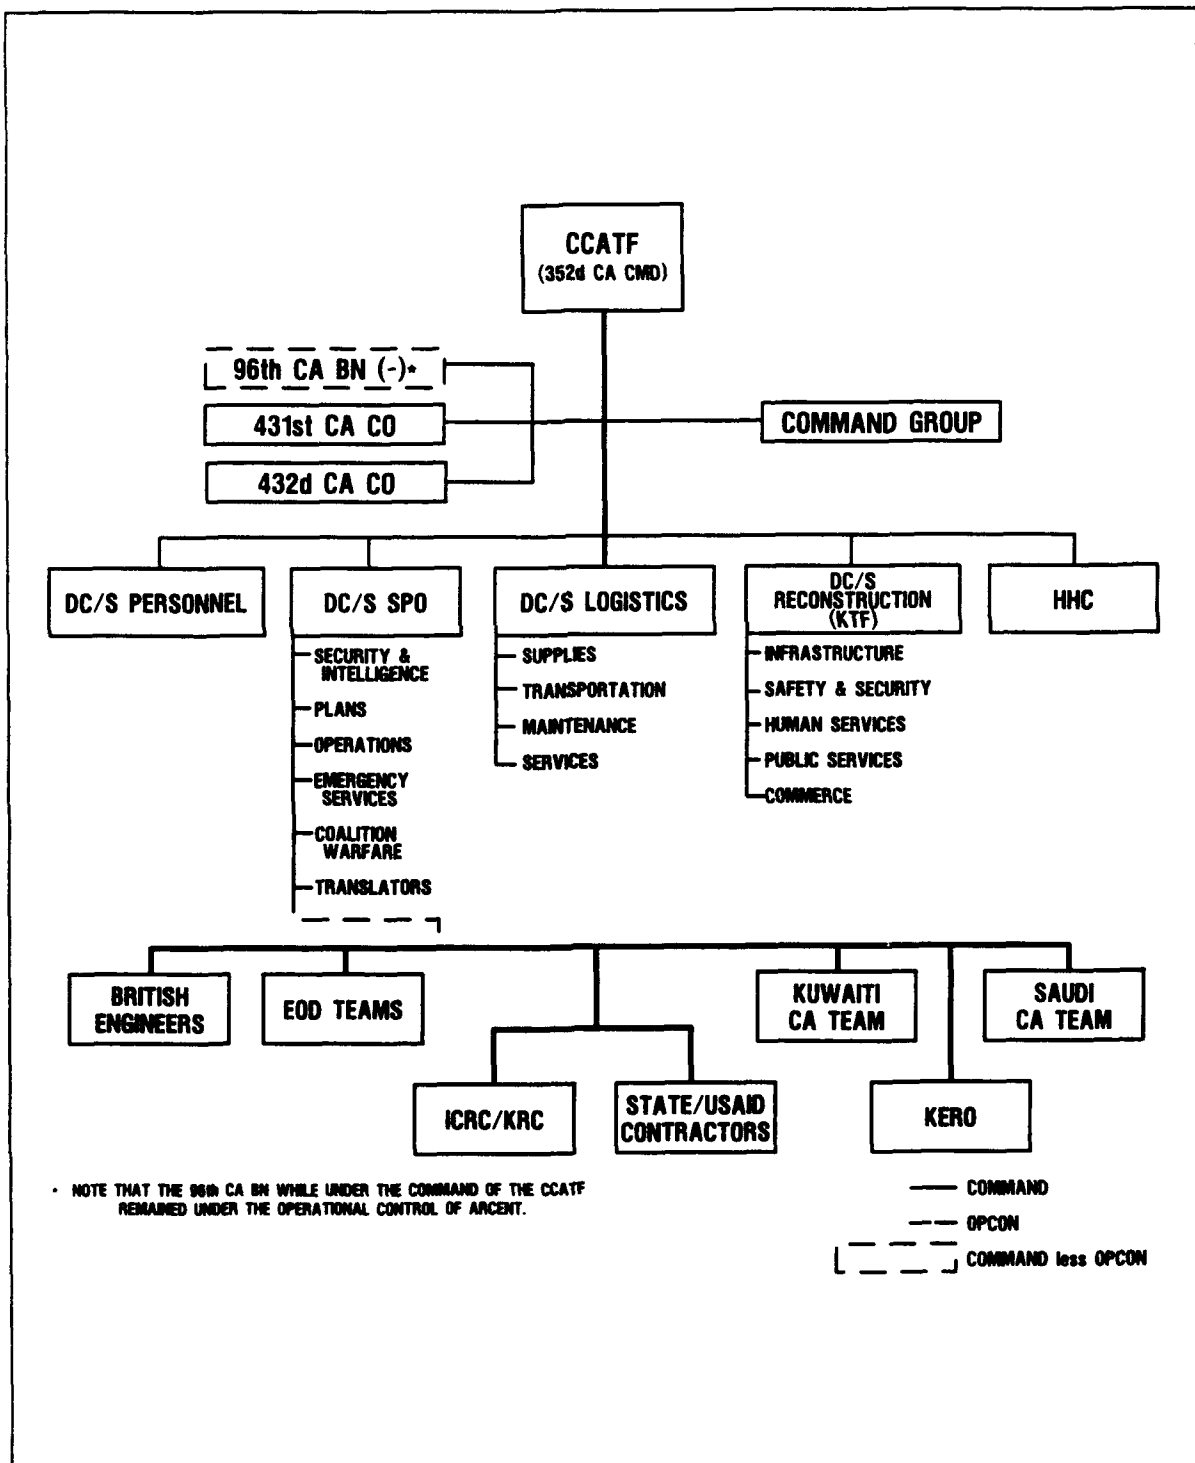 CCATF
(352d CA CMD)
96th CA BN (-)*
431st CA CO
432d CA CO
COMMAND GROUP
DC/S PERSONNEL
DC/S SPO
DC/S LOGISTICS
DC/S
RECONSTRUCTION
(KTF)
HHC
SECURITY &
INTELLIGENCE
PLANS
OPERATIONS
EMERGENCY
SERVICES
COALITION
WARFARE
TRANSLATORS
SUPPLIES
TRANSPORTATION
MAINTENANCE
SERVICES
INFRASTRUCTURE
SAFETY & SECURITY
HUMAN SERVICES
PUBLIC SERVICES
COMMERCE
BRITISH
ENGINEERS
EOD TEAMS
KUWAITI
CA TEAM
SAUDI
CA TEAM
ICRC/KRC
STATE/USAID
CONTRACTORS
KERO
* NOTE THAT THE 96th CA BN WHILE UNDER THE COMMAND OF THE CCATF
REMAINED UNDER THE OPERATIONAL CONTROL OF ARCENT.
COMMAND
OPCON
COMMAND less OPCON